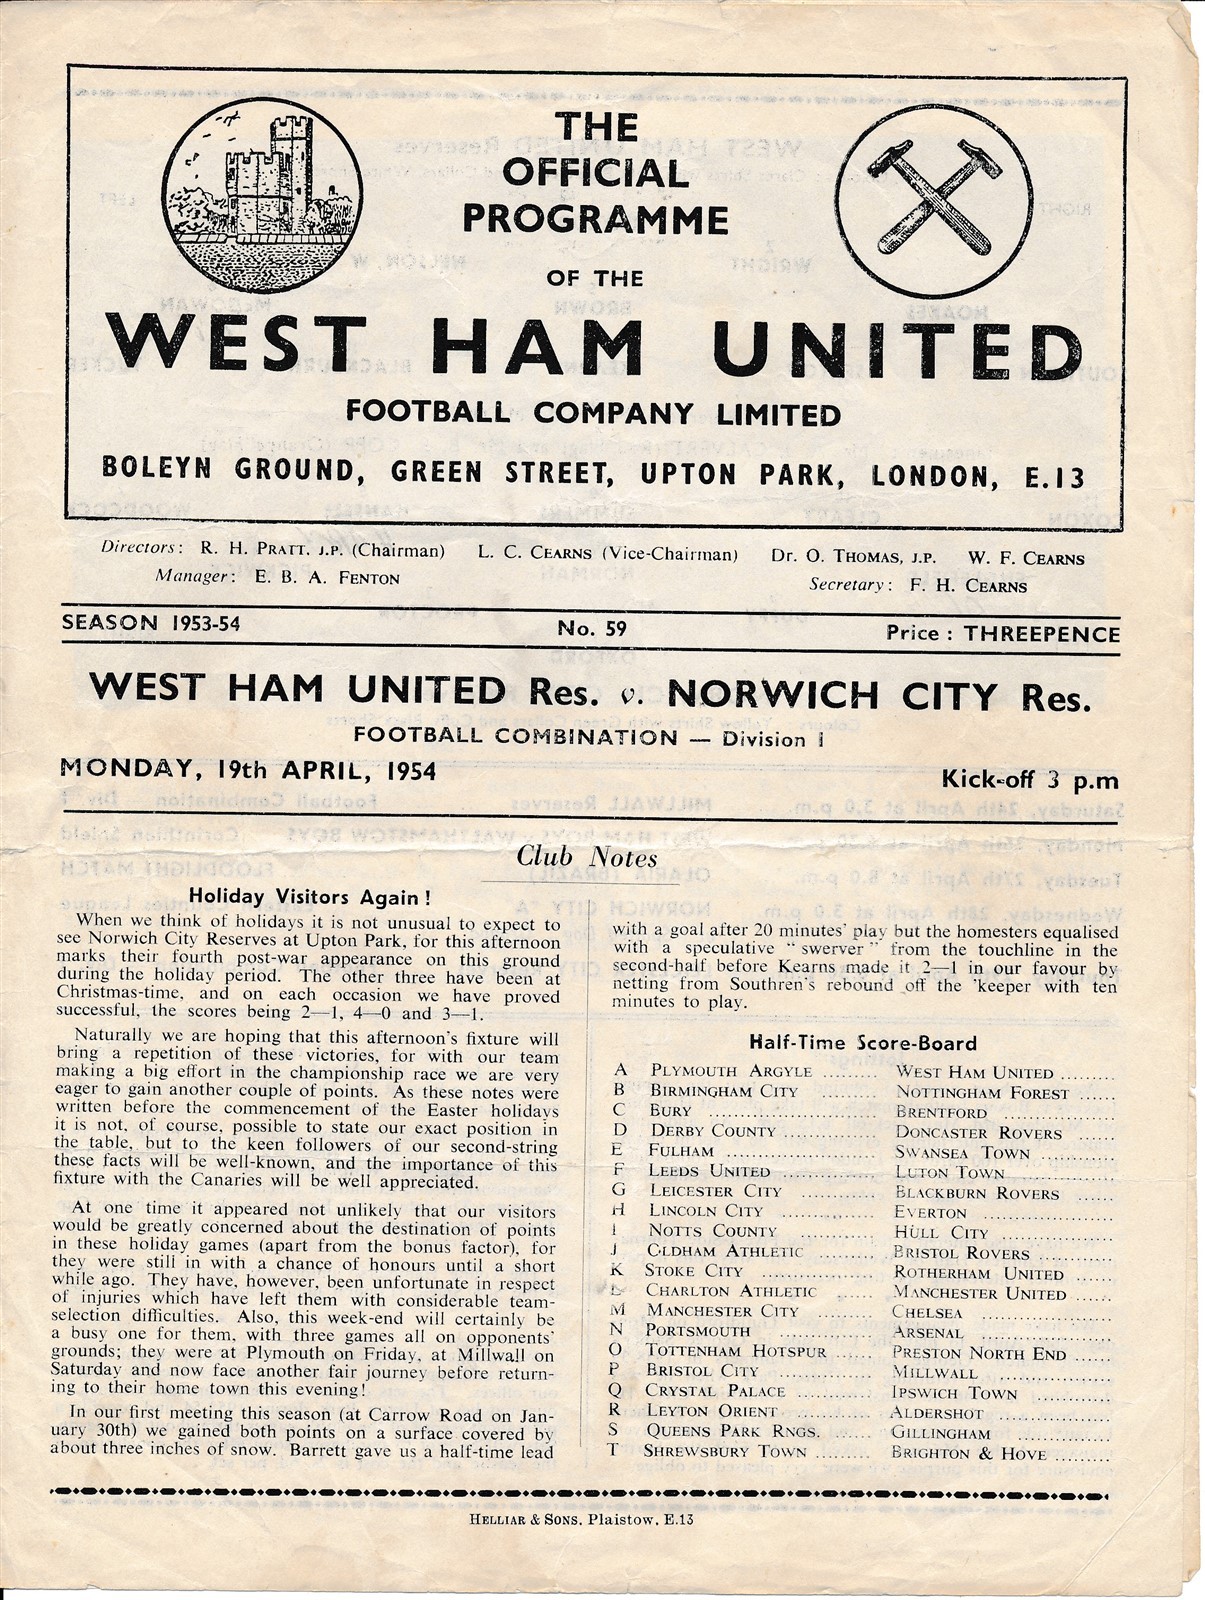 THE
OFFICIAL
PROGRAMME
OF THE
WEST HAM UNITED
FOOTBALL COMPANY LIMITED
BOLEYN GROUND, GREEN STREET, UPTON PARK, LONDON, E.13
Directors: R. H. PRATT, J.P. (Chairman) L. C. CEARNS (Vice-Chairman) Dr. O. THOMAS, J.P. W. F. CEARNS
Manager: E. B. A. FENTON Secretary: F. H. CEARNS
SEASON 1953-54 No. 59 Price : THREEPENCE
WEST HAM UNITED Res. v. NORWICH CITY Res.
FOOTBALL COMBINATION — Division I
MONDAY, 19th APRIL, 1954 Kick-off 3 p.m
Club Notes
Holiday Visitors Again !
When we think of holidays it is not unusual to expect to
see Norwich City Reserves at Upton Park, for this afternoon
marks their fourth post-war appearance on this ground
during the holiday period. The other three have been at
Christmas-time, and on each occasion we have proved
successful, the scores being 2—1, 4—0 and 3—1.
Naturally we are hoping that this afternoon's fixture will
bring a repetition of these victories, for with our team
making a big effort in the championship race we are very
eager to gain another couple of points. As these notes were
written before the commencement of the Easter holidays
it is not, of course, possible to state our exact position in
the table, but to the keen followers of our second-string
these facts will be well-known, and the importance of this
fixture with the Canaries will be well appreciated.
At one time it appeared not unlikely that our visitors
would be greatly concerned about the destination of points
in these holiday games (apart from the bonus factor), for
they were still in with a chance of honours until a short
while ago. They have, however, been unfortunate in respect
of injuries which have left them with considerable team-
selection difficulties. Also, this week-end will certainly be
a busy one for them, with three games all on opponents'
grounds; they were at Plymouth on Friday, at Millwall on
Saturday and now face another fair journey before return-
ing to their home town this evening!
In our first meeting this season (at Carrow Road on Jan-
uary 30th) we gained both points on a surface covered by
about three inches of snow. Barrett gave us a half-time lead
with a goal after 20 minutes' play but the homesters equalised
with a speculative " swerver " from the touchline in the
second-half before Kearns made it 2—1 in our favour by
netting from Southren's rebound off the 'keeper with ten
minutes to play.
Half-Time Score-Board
A PLYMOUTH ARGYLE ......... WEST HAM UNITED .........
B BIRMINGHAM CITY ......... NOTTINGHAM FOREST ......
C BURY ......... BRENTFORD .........
D DERBY COUNTY ......... DONCASTER ROVERS ......
E FULHAM ......... SWANSEA TOWN .........
F LEEDS UNITED ......... LUTON TOWN.........
G LEICESTER CITY ......... BLACKBURN ROVERS ......
H LINCOLN CITY ......... EVERTON .........
I NOTTS COUNTY ......... HULL CITY .........
J OLDHAM ATHLETIC ......... BRISTOL ROVERS .........
K STOKE CITY ......... ROTHERHAM UNITED ......
L CHARLTON ATHLETIC ...... MANCHESTER UNITED ......
M MANCHESTER CITY ......... CHELSEA .........
N PORTSMOUTH ......... ARSENAL .........
O TOTTENHAM HOTSPUR ...... PRESTON NORTH END ......
P BRISTOL CITY ......... MILLWALL .........
Q CRYSTAL PALACE ......... IPSWICH TOWN .........
R LEYTON ORIENT ......... ALDERSHOT .........
S QUEENS PARK RNGS. ...... GILLINGHAM .........
T SHREWSBURY TOWN ......... BRIGHTON & HOVE .........
HELLIAR & SONS, Plaistow, E.13